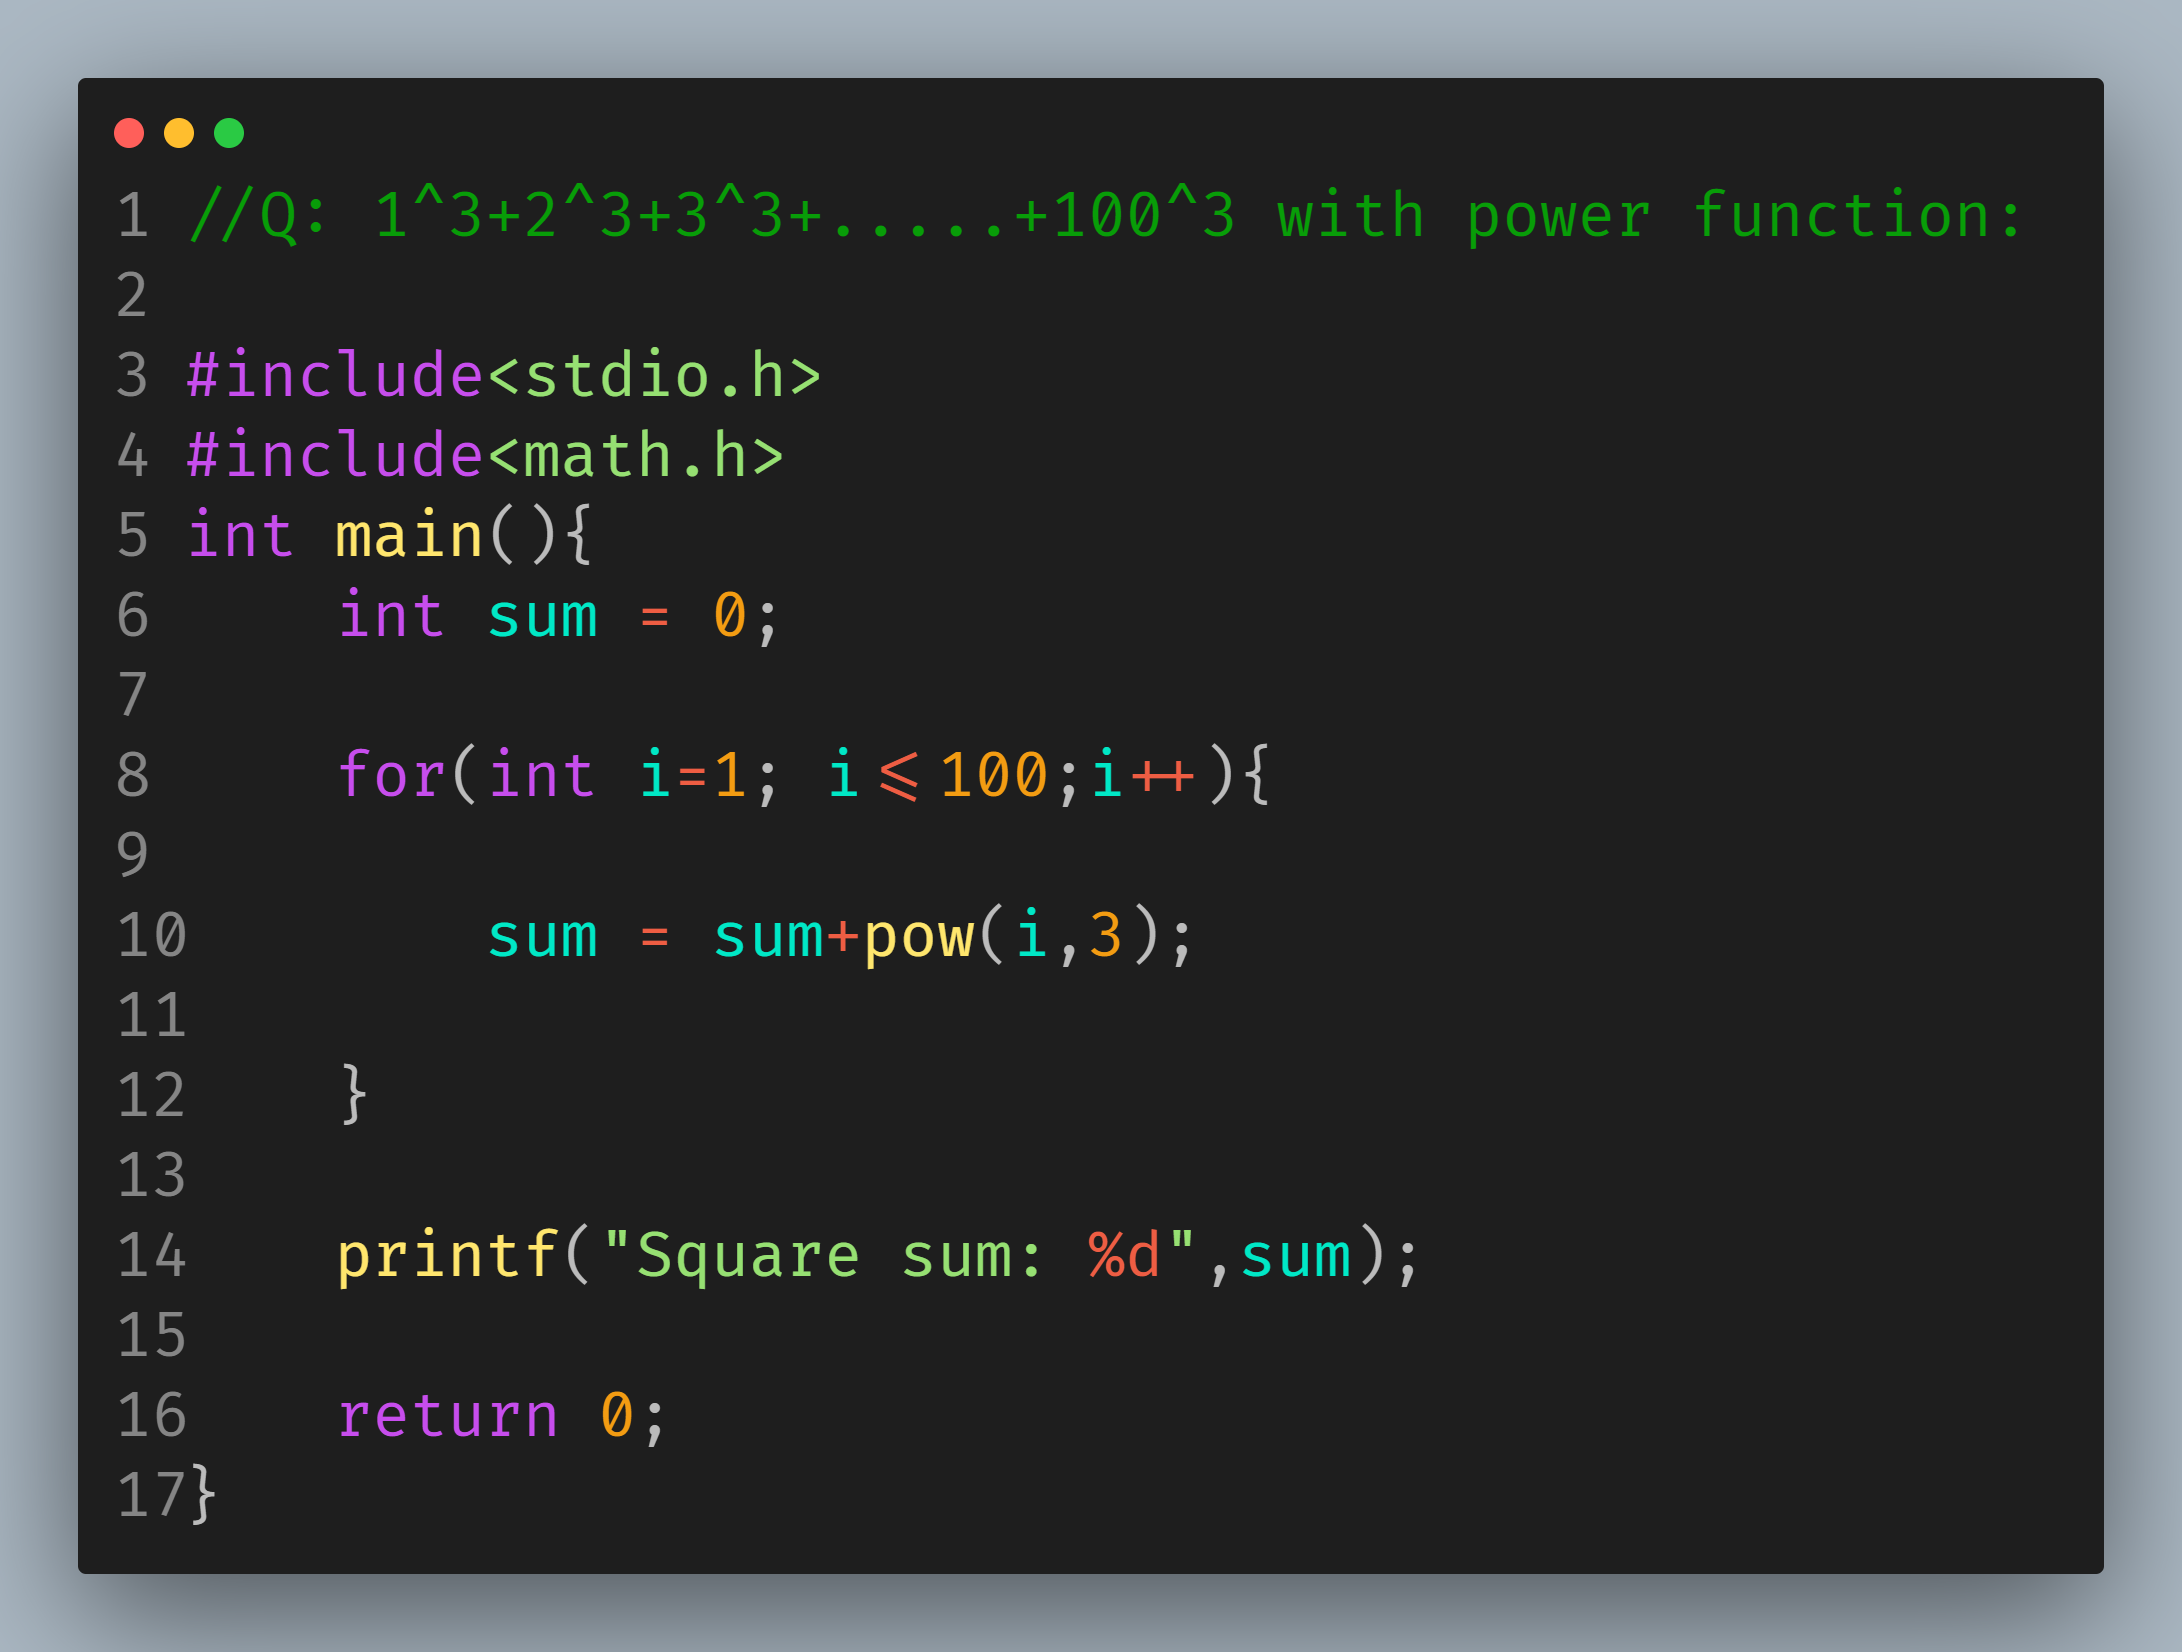 1 //Q: 1^3+2^3+3^3+.....+100^3 with power function:
2
3 #include<stdio.h>
4 #include<math.h>
5 int main(){
6     int sum = 0;
7
8     for(int i=1; i<=100;i++){
9
10        sum = sum+pow(i,3);
11
12    }
13
14    printf("Square sum: %d",sum);
15
16    return 0;
17}